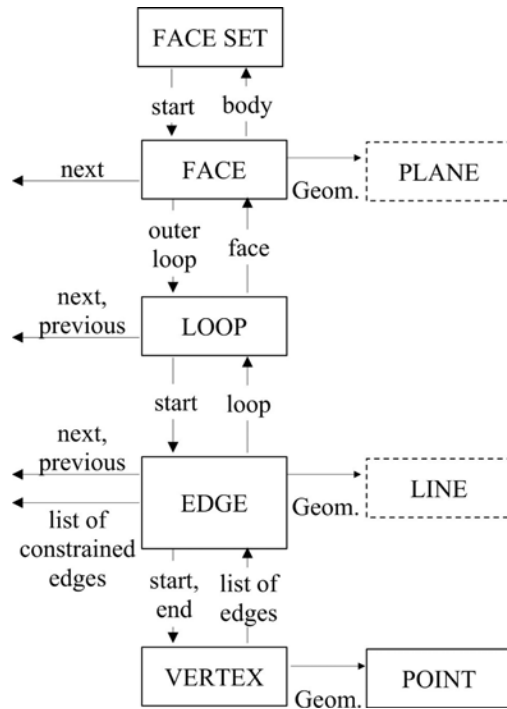 FACE SET
start
body
next
FACE
Geom.
PLANE
outer
loop
face
next,
previous
LOOP
start
loop
next,
previous
EDGE
Geom.
LINE
list of
constrained
edges
start,
end
list of
edges
VERTEX
Geom.
POINT